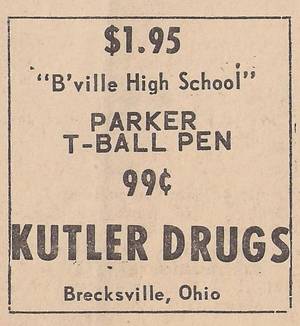 $1.95
"B'ville High School"
PARKER
T-BALL PEN
99¢
KUTLER DRUGS
Brecksville, Ohio